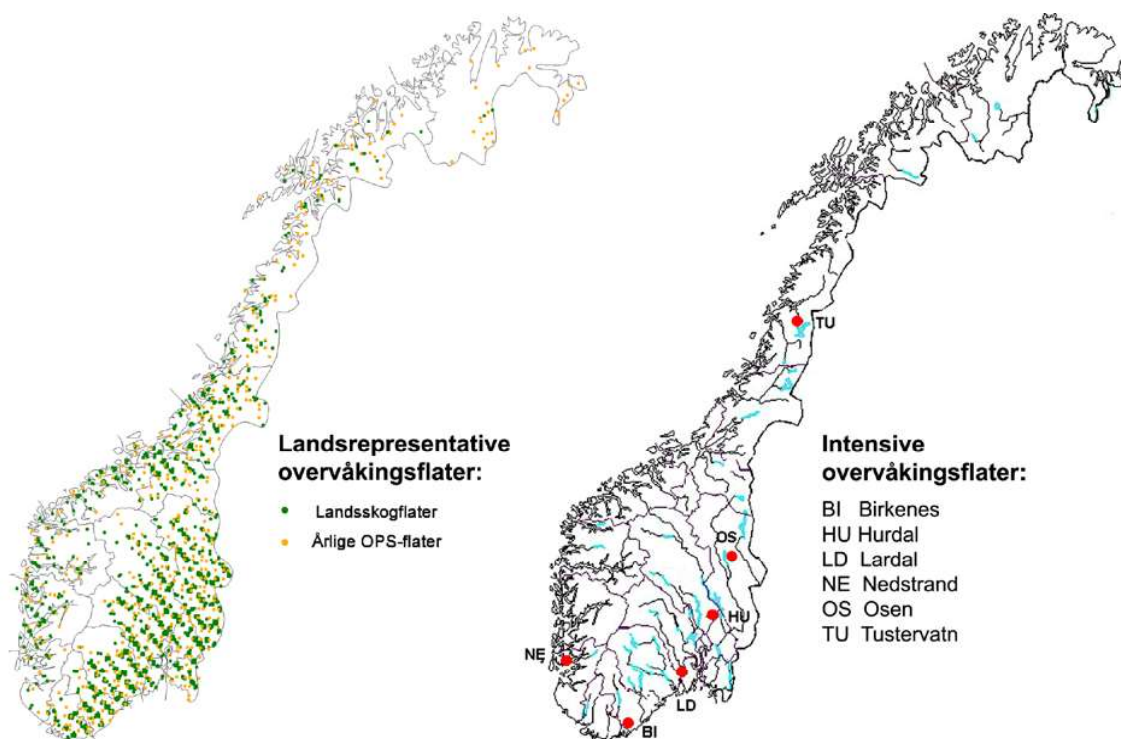 Landsrepresentative
overvåkingsflater:
Landsskogflater
Årlige OPS-flater
TU
OS
HU
NE
LD
BI
Intensive
overvåkingsflater:
BI Birkenes
HU Hurdal
LD Lardal
NE Nedstrand
OS Osen
TU Tustervatn